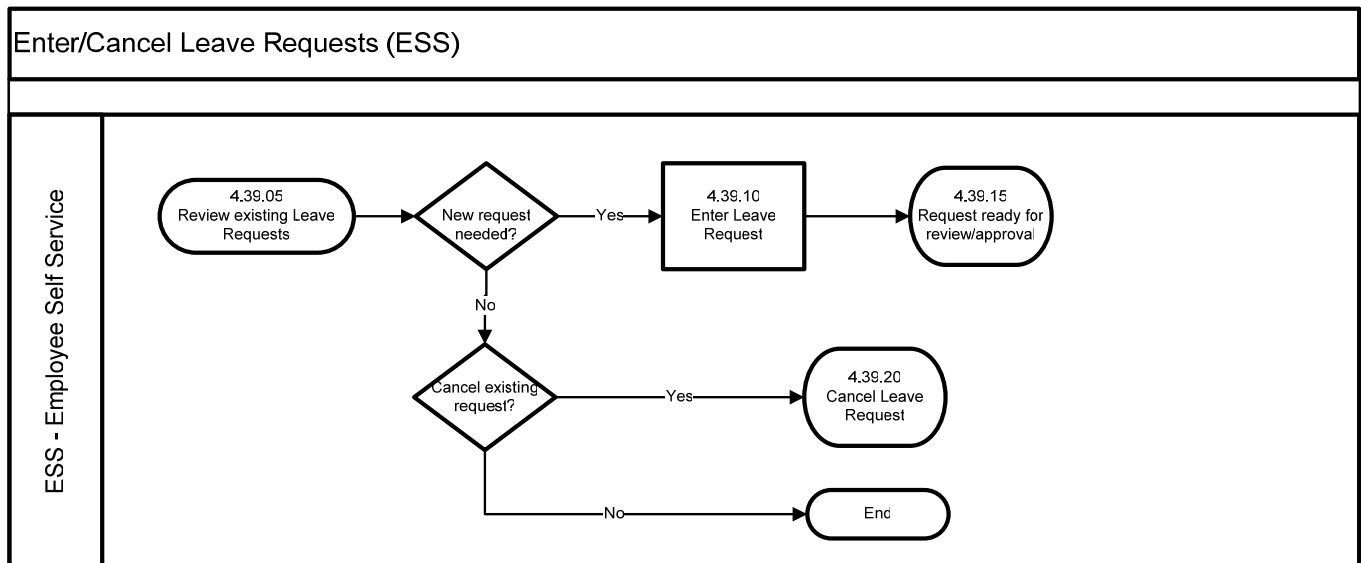 Enter/Cancel Leave Requests (ESS)
ESS - Employee Self Service
4.39.05
Review existing Leave
Requests
New request
needed?
Yes
4.39.10
Enter Leave
Request
4.39.15
Request ready for
review/approval
No
Cancel existing
request?
Yes
4.39.20
Cancel Leave
Request
No
End